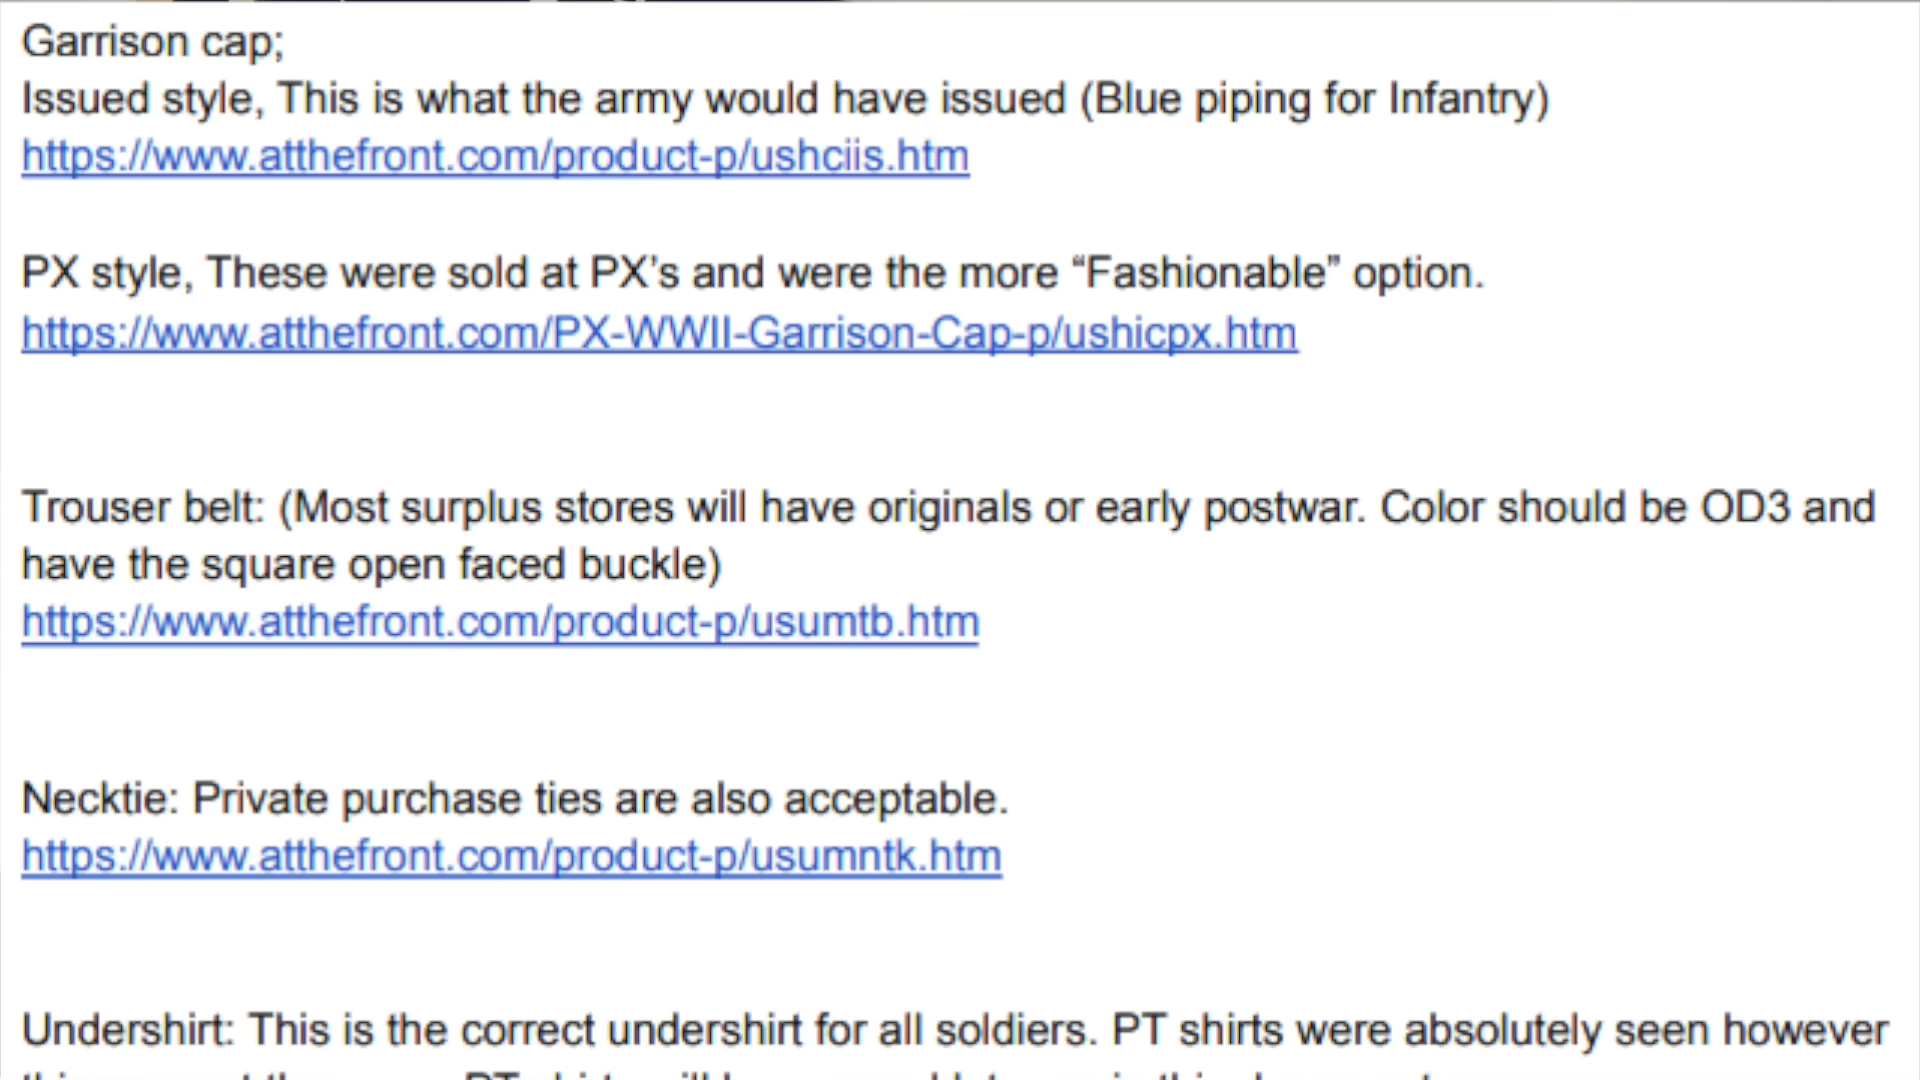 Garrison cap;
Issued style, This is what the army would have issued (Blue piping for Infantry)
https://www.atthefront.com/product-p/ushciis.htm
PX style, These were sold at PX’s and were the more “Fashionable” option.
https://www.atthefront.com/PX-WWII-Garrison-Cap-p/ushicpx.htm
Trouser belt: (Most surplus stores will have originals or early postwar. Color should be OD3 and
have the square open faced buckle)
https://www.atthefront.com/product-p/usumtb.htm
Necktie: Private purchase ties are also acceptable.
https://www.atthefront.com/product-p/usumntk.htm
Undershirt: This is the correct undershirt for all soldiers. PT shirts were absolutely seen however